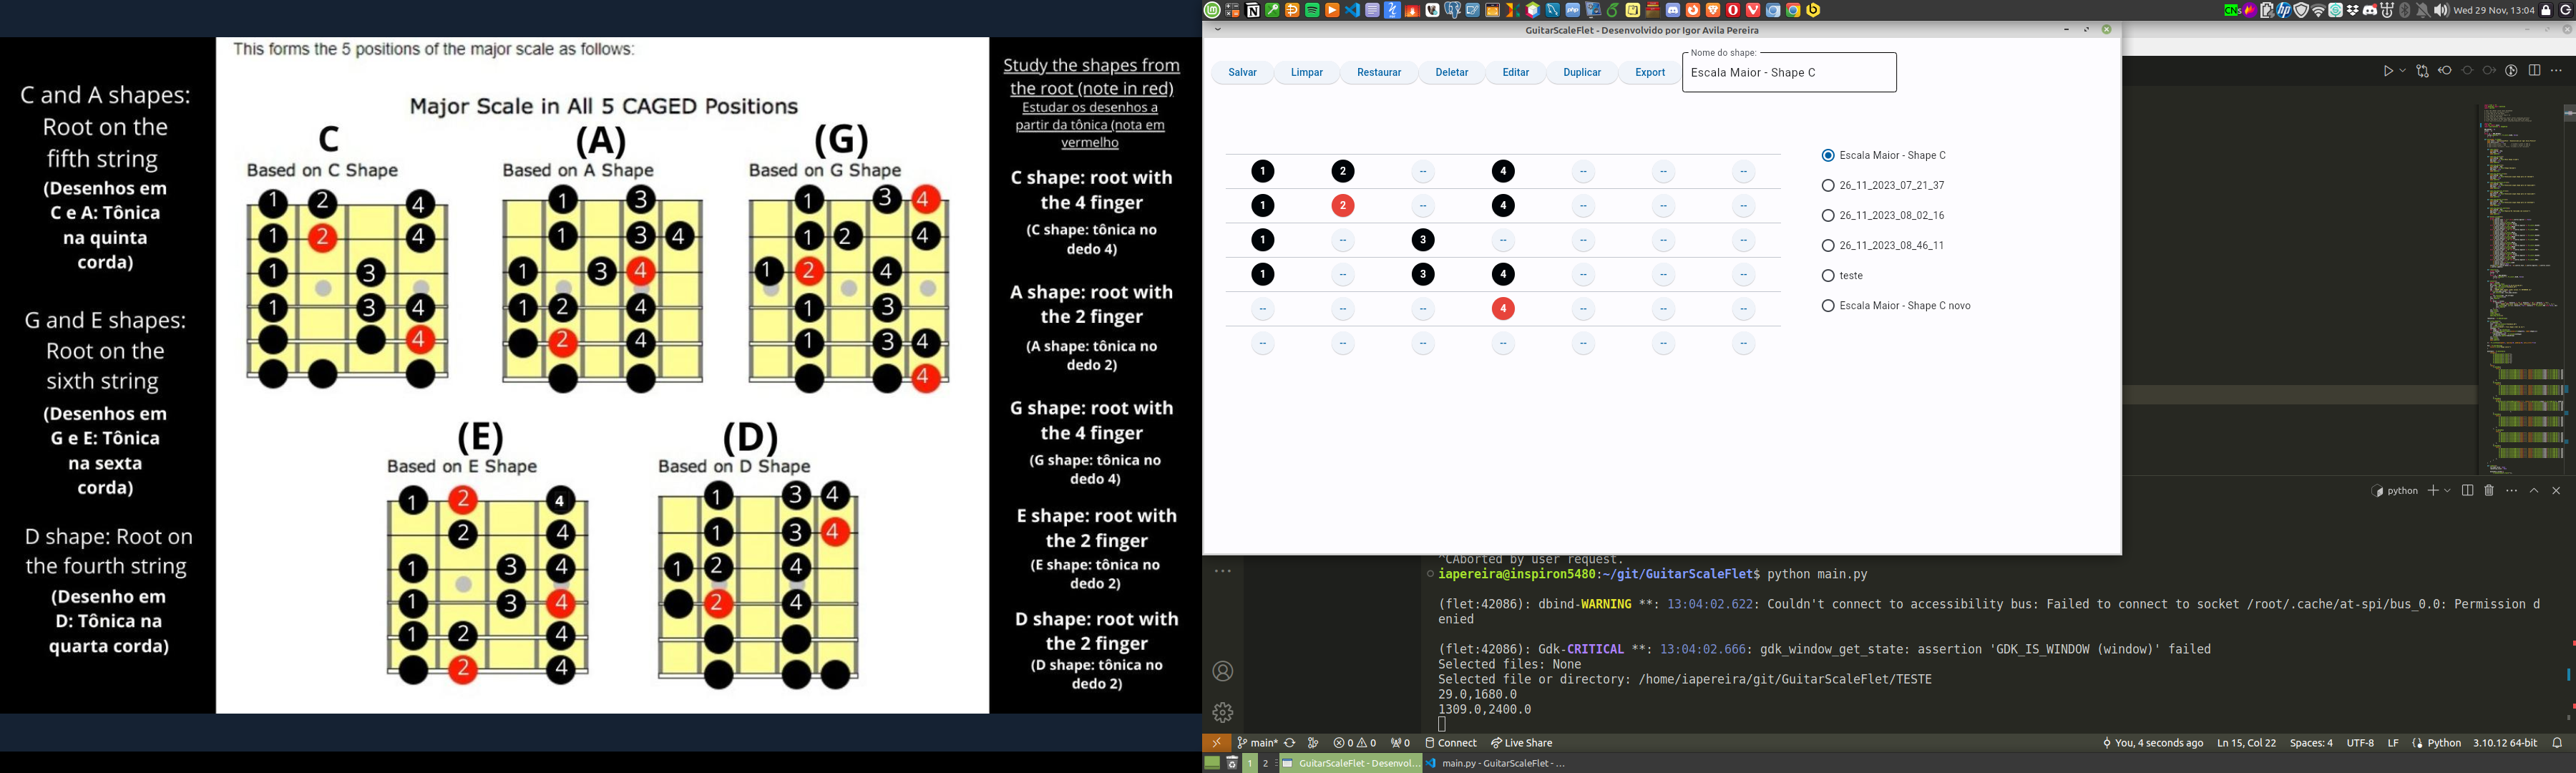 This forms the 5 positions of the major scale as follows:
C and A shapes:
Root on the
fifth string
(Desenhos em
C e A: Tônica
na quinta
corda)
G and E shapes:
Root on the
sixth string
(Desenhos em
G e E: Tônica
na sexta
corda)
D shape: Root on
the fourth string
(Desenho em
D: Tônica na
quarta corda)
Major Scale in All 5 CAGED Positions
C
Based on C Shape
1 2 4
1 2 4
1 3
1 3 4
4
(A)
Based on A Shape
1 3
1 3 4
1 3 4
1 2 4
2 4
(G)
Based on G Shape
1 3 4
1 2 4
1 2 4
1 3
1 3 4
4
(E)
Based on E Shape
1 2 4
2 4
1 3 4
1 3 4
1 2 4
2 4
(D)
Based on D Shape
1 3 4
1 3 4
1 2 4
2 4
Study the shapes from
the root (note in red)
Estudar os desenhos a
partir da tônica (nota em
vermelho
C shape: root with
the 4 finger
(C shape: tônica no
dedo 4)
A shape: root with
the 2 finger
(A shape: tônica no
dedo 2)
G shape: root with
the 4 finger
(G shape: tônica no
dedo 4)
E shape: root with
the 2 finger
(E shape: tônica no
dedo 2)
D shape: root with
the 2 finger
(D shape: tônica no
dedo 2)
Wed 29 Nov, 13:04
GuitarScaleFlet - Desenvolvido por Igor Avila Pereira
Salvar Limpar Restaurar Deletar Editar Duplicar Export
Nome do shape:
Escala Maior - Shape C
1 2 -- 4 -- -- --
1 2 -- 4 -- -- --
1 -- 3 -- -- -- --
1 -- 3 4 -- -- --
-- -- -- 4 -- -- --
-- -- -- -- -- -- --
Escala Maior - Shape C
26_11_2023_07_21_37
26_11_2023_08_02_16
26_11_2023_08_46_11
teste
Escala Maior - Shape C novo
python
^CAborted by user request.
iapereira@inspiron5480:~/git/GuitarScaleFlet$ python main.py
(flet:42086): dbind-WARNING **: 13:04:02.622: Couldn't connect to accessibility bus: Failed to connect to socket /root/.cache/at-spi/bus_0.0: Permission d
enied
(flet:42086): Gdk-CRITICAL **: 13:04:02.666: gdk_window_get_state: assertion 'GDK_IS_WINDOW (window)' failed
Selected files: None
Selected file or directory: /home/iapereira/git/GuitarScaleFlet/TESTE
29.0,1680.0
1309.0,2400.0
main* 0 0 0 Connect Live Share You, 4 seconds ago Ln 15, Col 22 Spaces: 4 UTF-8 LF Python 3.10.12 64-bit
1 2 GuitarScaleFlet - Desenvol... main.py - GuitarScaleFlet - ...